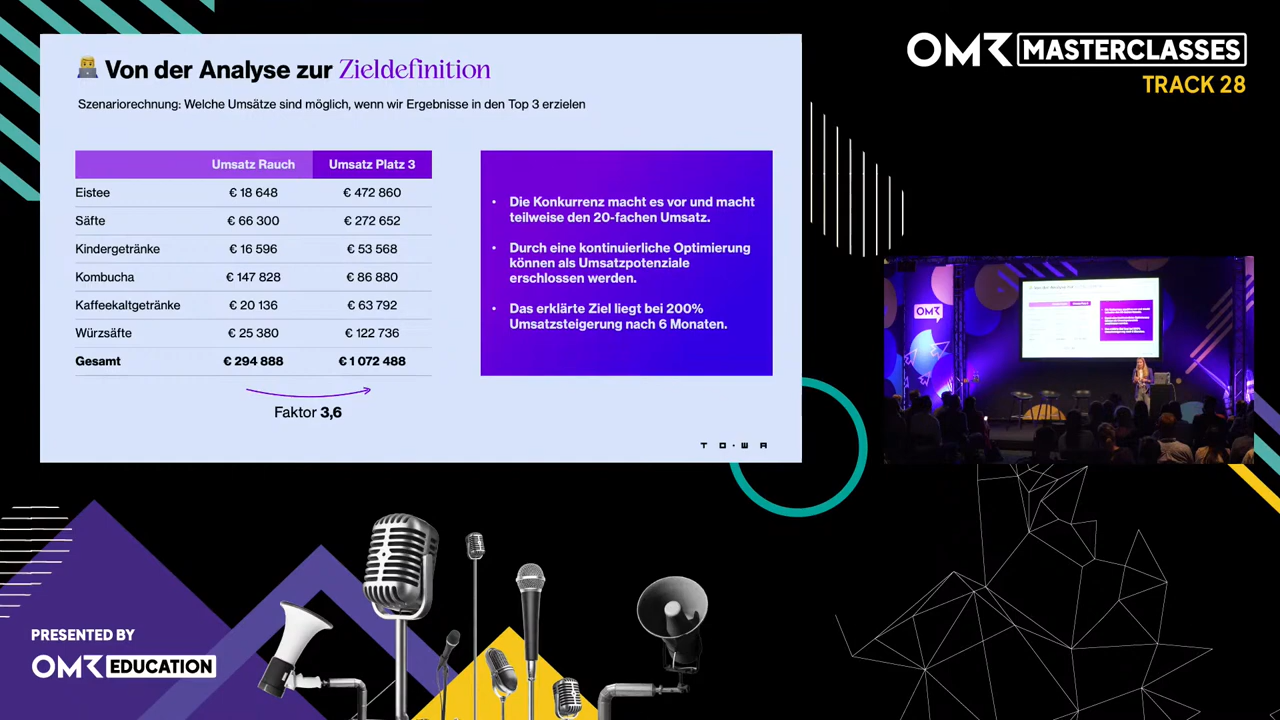 OMR MASTERCLASSES
TRACK 28
Von der Analyse zur Zieldefinition
Szenariorechnung: Welche Umsätze sind möglich, wenn wir Ergebnisse in den Top 3 erzielen
Umsatz Rauch Umsatz Platz 3
Eistee € 18 648 € 472 860
Säfte € 66 300 € 272 652
Kindergetränke € 16 596 € 53 568
Kombucha € 147 828 € 86 880
Kaffeekaltgetränke € 20 136 € 63 792
Würzsäfte € 25 380 € 122 736
Gesamt € 294 888 € 1 072 488
Faktor 3,6
• Die Konkurrenz macht es vor und macht
teilweise den 20-fachen Umsatz.
• Durch eine kontinuierliche Optimierung
können als Umsatzpotenziale
erschlossen werden.
• Das erklärte Ziel liegt bei 200%
Umsatzsteigerung nach 6 Monaten.
TO·WA
OMR
PRESENTED BY
OMR EDUCATION